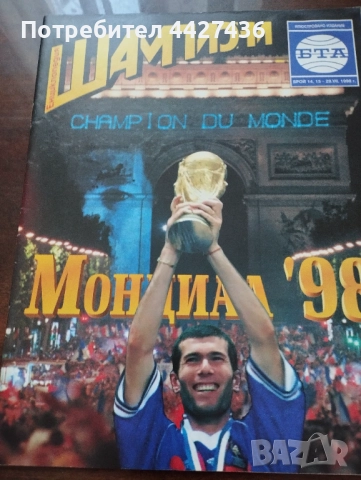 Потребител 4427436
ШАМПИОН
БТА
CHAMPION DU MONDE
МОНДИАЛ '98
BAZAR